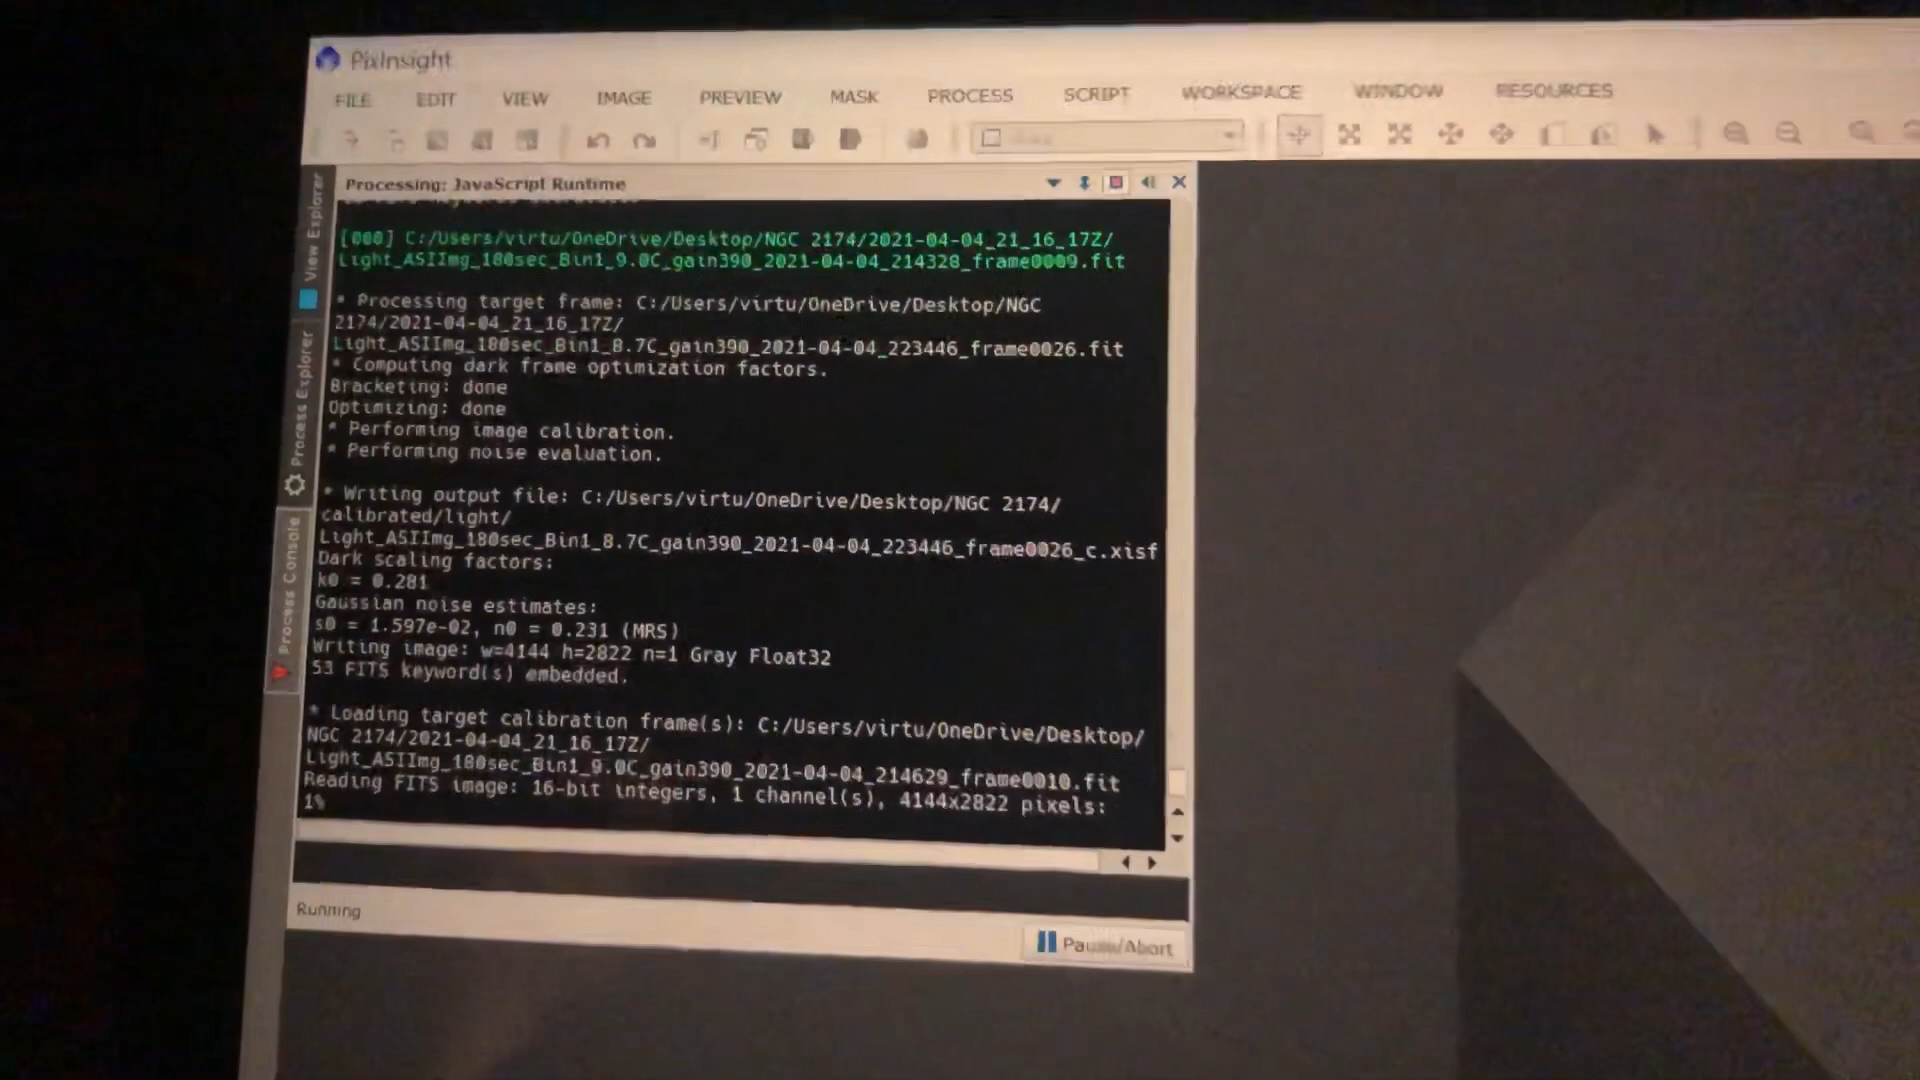 PixInsight
FILE EDIT VIEW IMAGE PREVIEW MASK PROCESS SCRIPT WORKSPACE WINDOW RESOURCES
Processing: JavaScript Runtime
View Explorer
Process Explorer
Process Console
[000] C:/Users/virtu/OneDrive/Desktop/NGC 2174/2021-04-04_21_16_17Z/
Light_ASIImg_180sec_Bin1_9.0C_gain390_2021-04-04_214328_frame0009.fit
* Processing target frame: C:/Users/virtu/OneDrive/Desktop/NGC
2174/2021-04-04_21_16_17Z/
Light_ASIImg_180sec_Bin1_8.7C_gain390_2021-04-04_223446_frame0026.fit
* Computing dark frame optimization factors.
Bracketing: done
Optimizing: done
* Performing image calibration.
* Performing noise evaluation.
* Writing output file: C:/Users/virtu/OneDrive/Desktop/NGC 2174/
calibrated/light/
Light_ASIImg_180sec_Bin1_8.7C_gain390_2021-04-04_223446_frame0026_c.xisf
Dark scaling factors:
k0 = 0.281
Gaussian noise estimates:
s0 = 1.597e-02, n0 = 0.231 (MRS)
Writing image: w=4144 h=2822 n=1 Gray Float32
53 FITS keyword(s) embedded.
* Loading target calibration frame(s): C:/Users/virtu/OneDrive/Desktop/
NGC 2174/2021-04-04_21_16_17Z/
Light_ASIImg_180sec_Bin1_9.0C_gain390_2021-04-04_214629_frame0010.fit
Reading FITS image: 16-bit integers, 1 channel(s), 4144x2822 pixels:
1%
Running
Pause/Abort